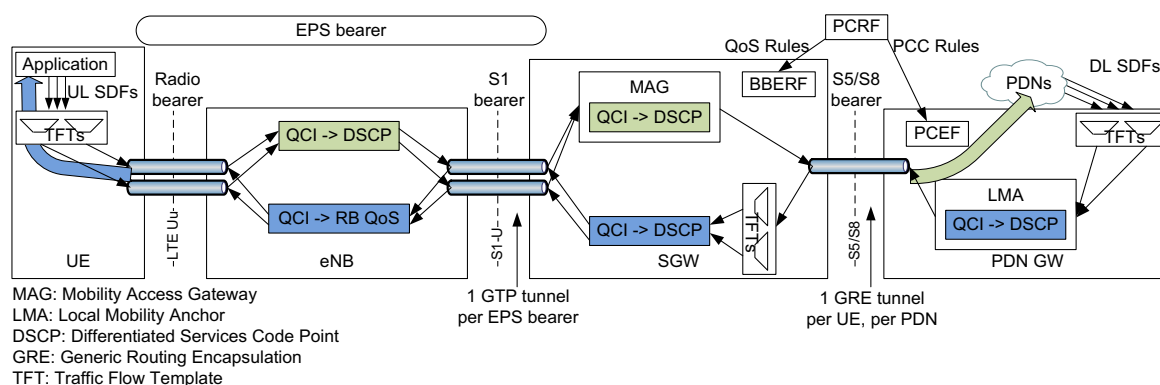 EPS bearer
PCRF
QoS Rules
PCC Rules
Application
UL SDFs
TFTs
Radio
bearer
S1
bearer
MAG
QCI -> DSCP
BBERF
S5/S8
bearer
PDNs
DL SDFs
PCEF
TFTs
QCI -> DSCP
QCI -> RB QoS
QCI -> DSCP
TFTs
LMA
QCI -> DSCP
LTE Uu
S1-U
S5/S8
UE
eNB
SGW
PDN GW
1 GTP tunnel
per EPS bearer
1 GRE tunnel
per UE, per PDN
MAG: Mobility Access Gateway
LMA: Local Mobility Anchor
DSCP: Differentiated Services Code Point
GRE: Generic Routing Encapsulation
TFT: Traffic Flow Template